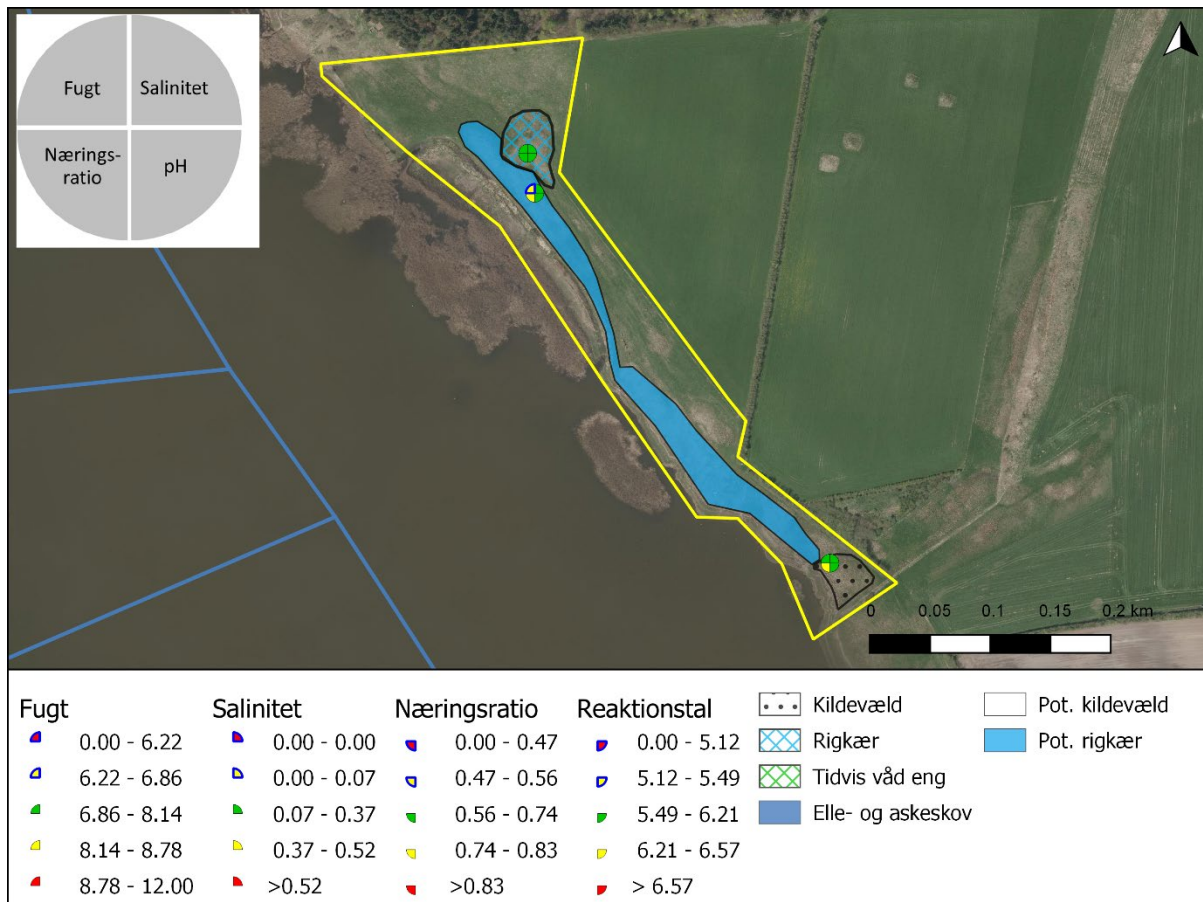 Fugt
Salinitet
Nærings-
ratio
pH
0 0.05 0.1 0.15 0.2 km
Fugt
0.00 - 6.22
6.22 - 6.86
6.86 - 8.14
8.14 - 8.78
8.78 - 12.00
Salinitet
0.00 - 0.00
0.00 - 0.07
0.07 - 0.37
0.37 - 0.52
>0.52
Næringsratio
0.00 - 0.47
0.47 - 0.56
0.56 - 0.74
0.74 - 0.83
>0.83
Reaktionstal
0.00 - 5.12
5.12 - 5.49
5.49 - 6.21
6.21 - 6.57
> 6.57
Kildevæld
Rigkær
Tidvis våd eng
Elle- og askeskov
Pot. kildevæld
Pot. rigkær